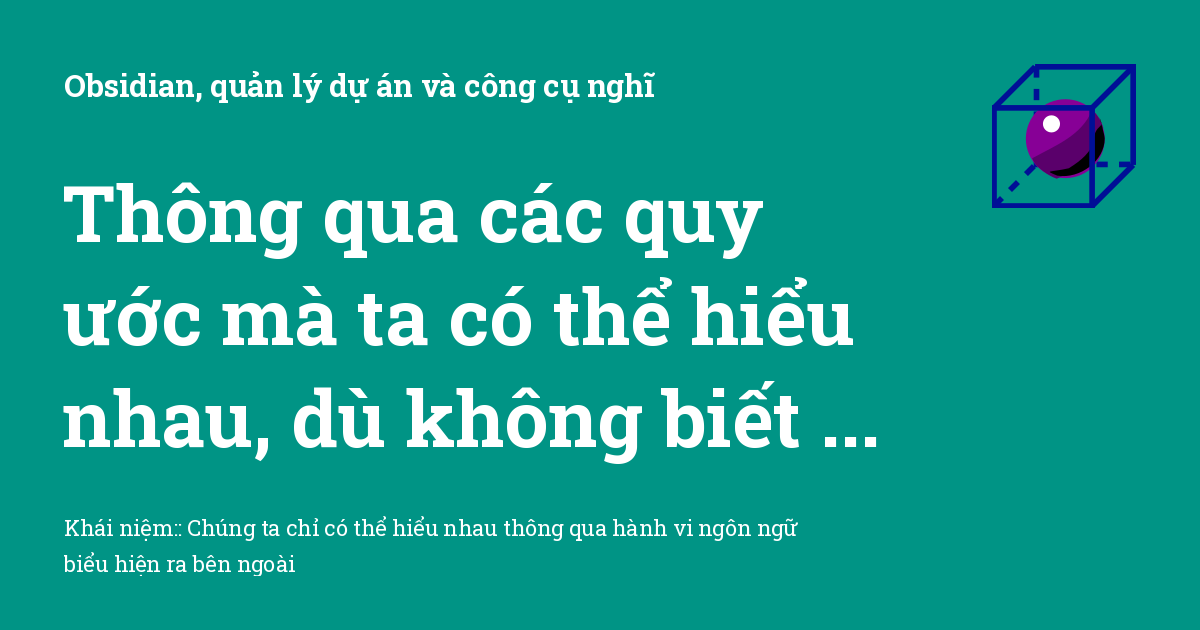 Obsidian, quản lý dự án và công cụ nghĩ
Thông qua các quy
ước mà ta có thể hiểu
nhau, dù không biết ...
Khái niệm:: Chúng ta chỉ có thể hiểu nhau thông qua hành vi ngôn ngữ
biểu hiện ra bên ngoài